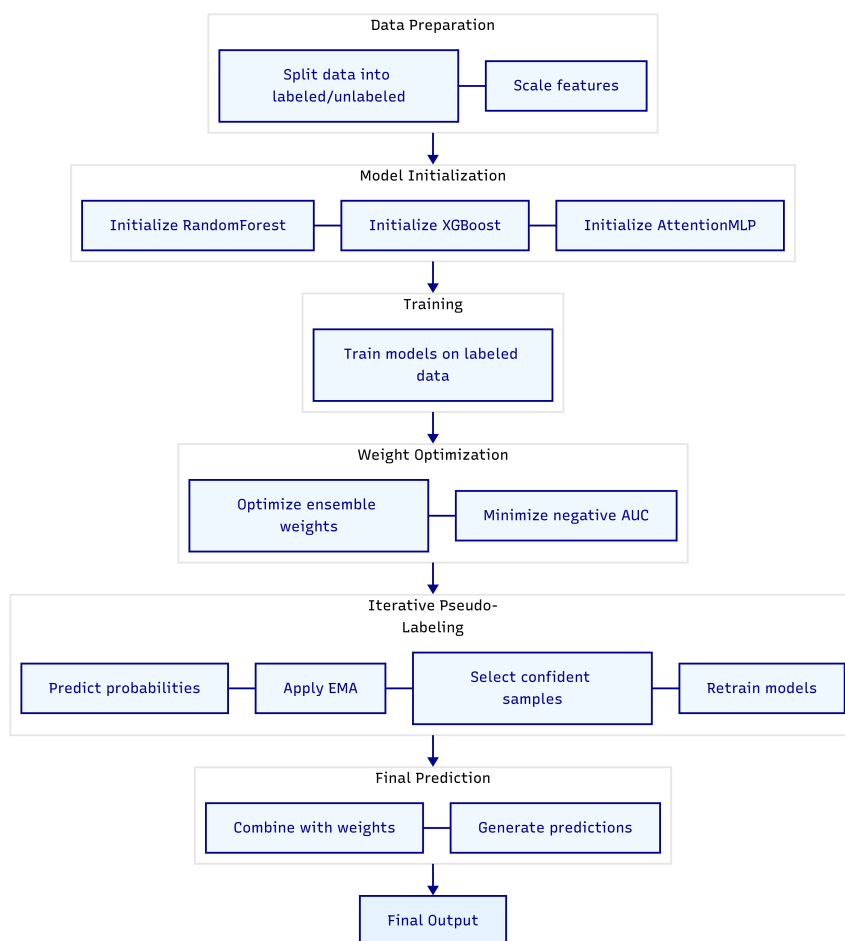 Data Preparation
Split data into
labeled/unlabeled
Scale features
Model Initialization
Initialize RandomForest
Initialize XGBoost
Initialize AttentionMLP
Training
Train models on labeled
data
Weight Optimization
Optimize ensemble
weights
Minimize negative AUC
Iterative Pseudo-
Labeling
Predict probabilities
Apply EMA
Select confident
samples
Retrain models
Final Prediction
Combine with weights
Generate predictions
Final Output